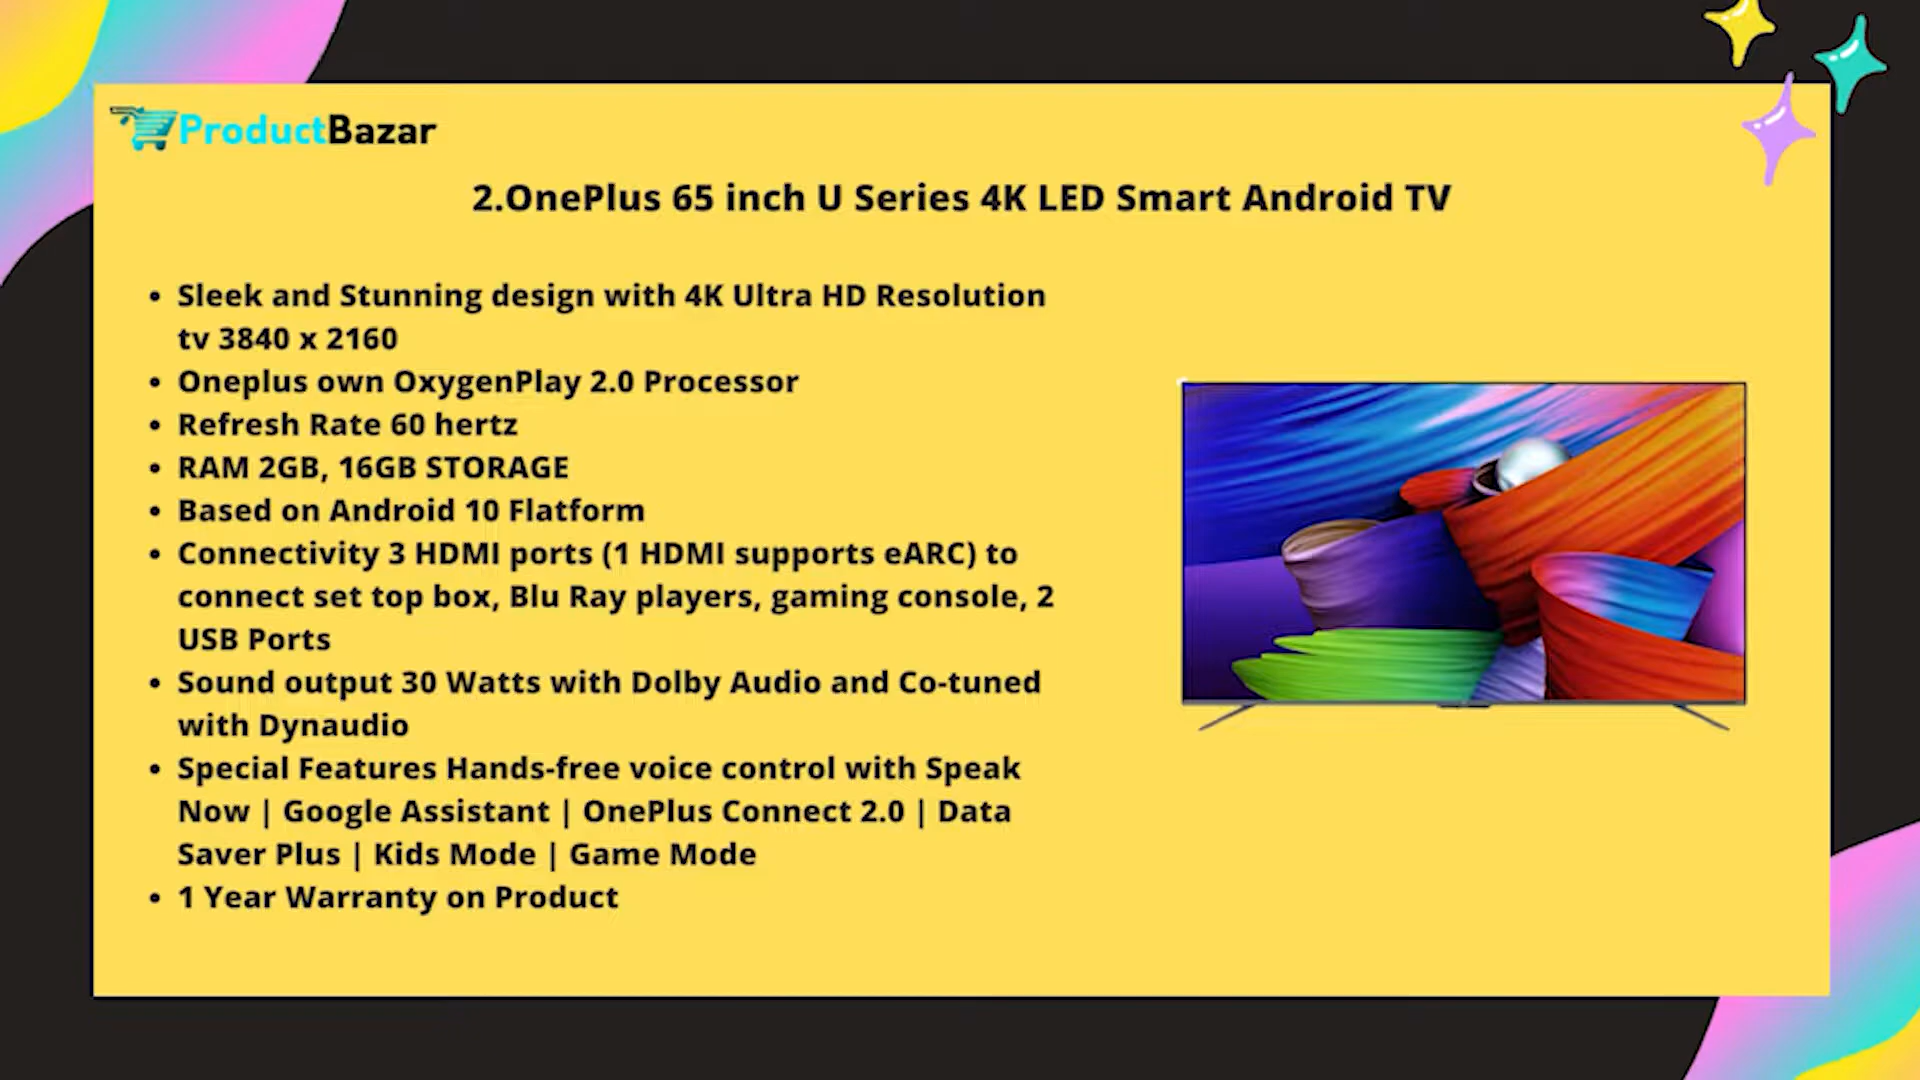 ProductBazar
2.OnePlus 65 inch U Series 4K LED Smart Android TV
• Sleek and Stunning design with 4K Ultra HD Resolution
tv 3840 x 2160
• Oneplus own OxygenPlay 2.0 Processor
• Refresh Rate 60 hertz
• RAM 2GB, 16GB STORAGE
• Based on Android 10 Flatform
• Connectivity 3 HDMI ports (1 HDMI supports eARC) to
connect set top box, Blu Ray players, gaming console, 2
USB Ports
• Sound output 30 Watts with Dolby Audio and Co-tuned
with Dynaudio
• Special Features Hands-free voice control with Speak
Now | Google Assistant | OnePlus Connect 2.0 | Data
Saver Plus | Kids Mode | Game Mode
• 1 Year Warranty on Product